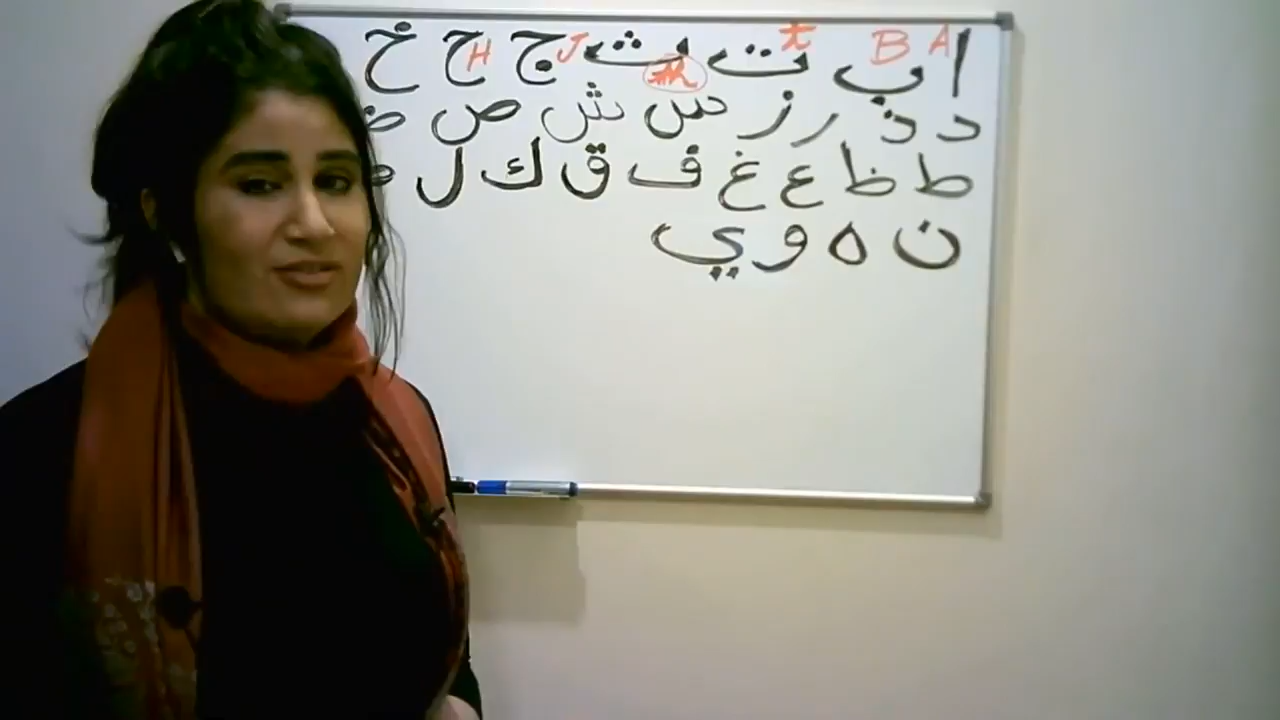 ا A ب B ت t ث th ج J ح H خ
د ذ ر ز س ش ص ض
ط ظ ع غ ف ق ك ل م
ن ه و ي